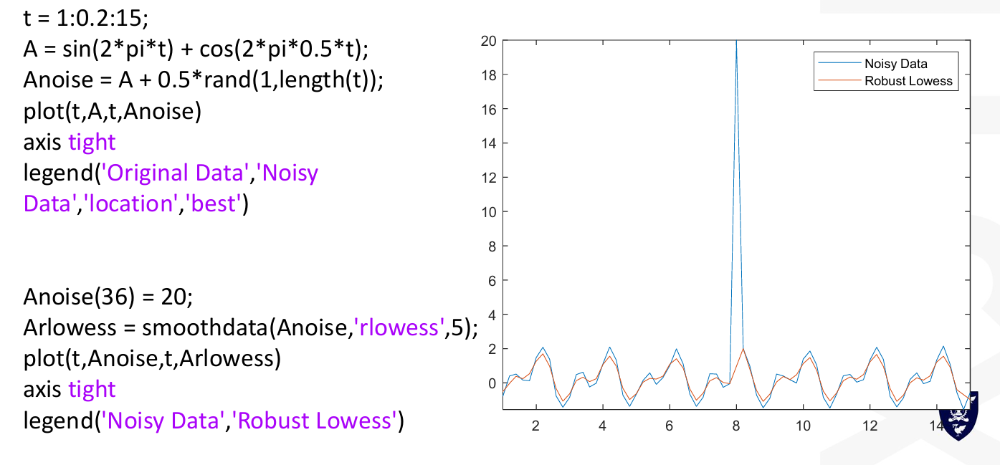 t = 1:0.2:15;
A = sin(2*pi*t) + cos(2*pi*0.5*t);
Anoise = A + 0.5*rand(1,length(t));
plot(t,A,t,Anoise)
axis tight
legend('Original Data','Noisy
Data','location','best')
Anoise(36) = 20;
Arlowess = smoothdata(Anoise,'rlowess',5);
plot(t,Anoise,t,Arlowess)
axis tight
legend('Noisy Data','Robust Lowess')
20
18
16
14
12
10
8
6
4
2
0
Noisy Data
Robust Lowess
2 4 6 8 10 12 14